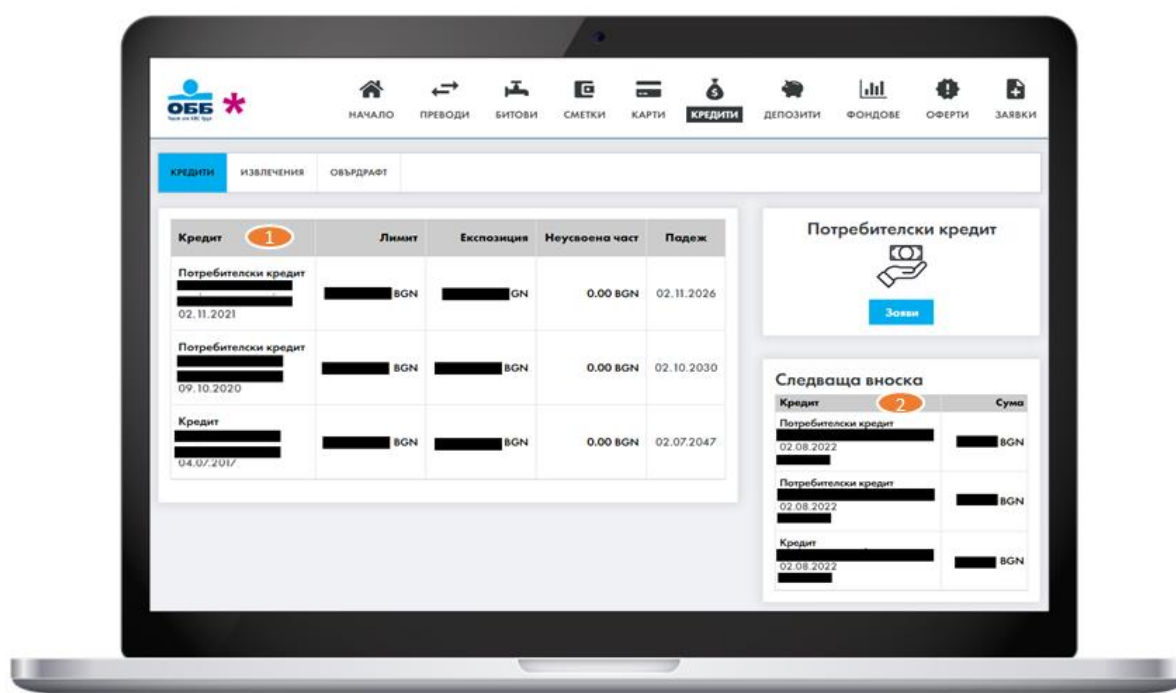 ОББ
Част от KBC Груп
НАЧАЛО
ПРЕВОДИ
БИТОВИ
СМЕТКИ
КАРТИ
КРЕДИТИ
ДЕПОЗИТИ
ФОНДОВЕ
ОФЕРТИ
ЗАЯВКИ
КРЕДИТИ
ИЗВЛЕЧЕНИЯ
ОВЪРДРАФТ
Кредит 1 Лимит Експозиция Неусвоена част Падеж
Потребителски кредит
BGN GN 0.00 BGN 02.11.2026
02.11.2021
Потребителски кредит
BGN BGN 0.00 BGN 02.10.2030
09.10.2020
Кредит
BGN BGN 0.00 BGN 02.07.2047
04.07.2017
Потребителски кредит
Заяви
Следваща вноска
Кредит 2 Сума
Потребителски кредит
BGN
02.08.2022
Потребителски кредит
BGN
02.08.2022
Кредит
BGN
02.08.2022